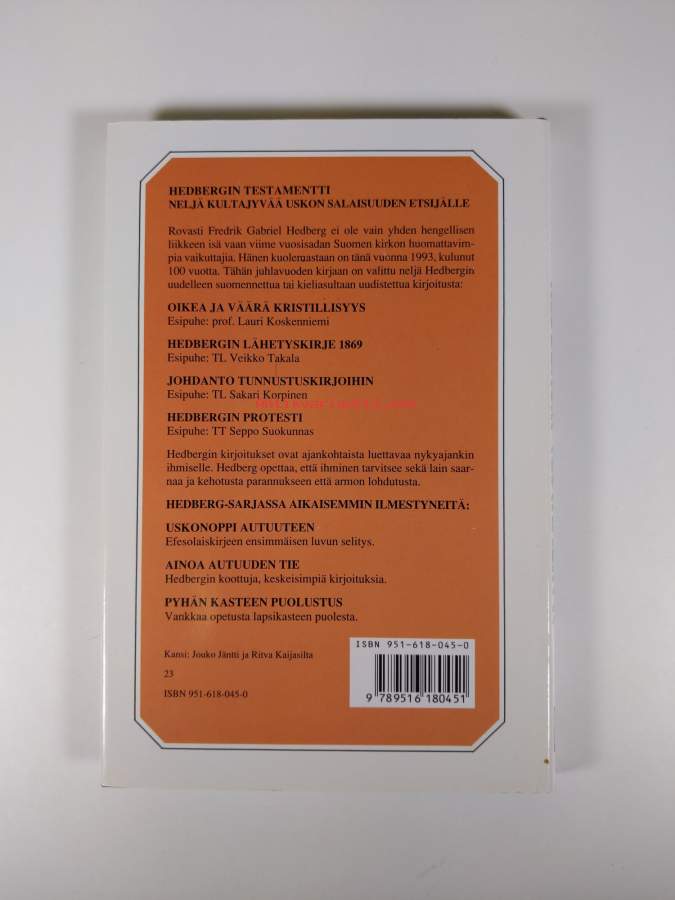 HEDBERGIN TESTAMENTTI
NELJÄ KULTAJYVÄÄ USKON SALAISUUDEN ETSIJÄLLE
Rovasti Fredrik Gabriel Hedberg ei ole vain yhden hengellisen
liikkeen isä vaan viime vuosisadan Suomen kirkon huomattavim-
pia vaikuttajia. Hänen kuolemastaan on tänä vuonna 1993, kulunut
100 vuotta. Tähän juhlavuoden kirjaan on valittu neljä Hedbergin
uudelleen suomennettua tai kieliasultaan uudistettua kirjoitusta:
OIKEA JA VÄÄRÄ KRISTILLISYYS
Esipuhe: prof. Lauri Koskenniemi
HEDBERGIN LÄHETYSKIRJE 1869
Esipuhe: TL Veikko Takala
JOHDANTO TUNNUSTUSKIRJOIHIN
Esipuhe: TL Sakari Korpinen
HEDBERGIN PROTESTI
Esipuhe: TT Seppo Suokunnas
Hedbergin kirjoitukset ovat ajankohtaista luettavaa nykyajankin
ihmiselle. Hedberg opettaa, että ihminen tarvitsee sekä lain saar-
naa ja kehotusta parannukseen että armon lohdutusta.
HEDBERG-SARJASSA AIKAISEMMIN ILMESTYNEITÄ:
USKONOPPI AUTUUTEEN
Efesolaiskirjeen ensimmäisen luvun selitys.
AINOA AUTUUDEN TIE
Hedbergin koottuja, keskeisimpiä kirjoituksia.
PYHÄN KASTEEN PUOLUSTUS
Vankkaa opetusta lapsikasteen puolesta.
Kansi: Jouko Jäntti ja Ritva Kaijasilta
23
ISBN 951-618-045-0
ISBN 951-618-045-0
9 789516 180451